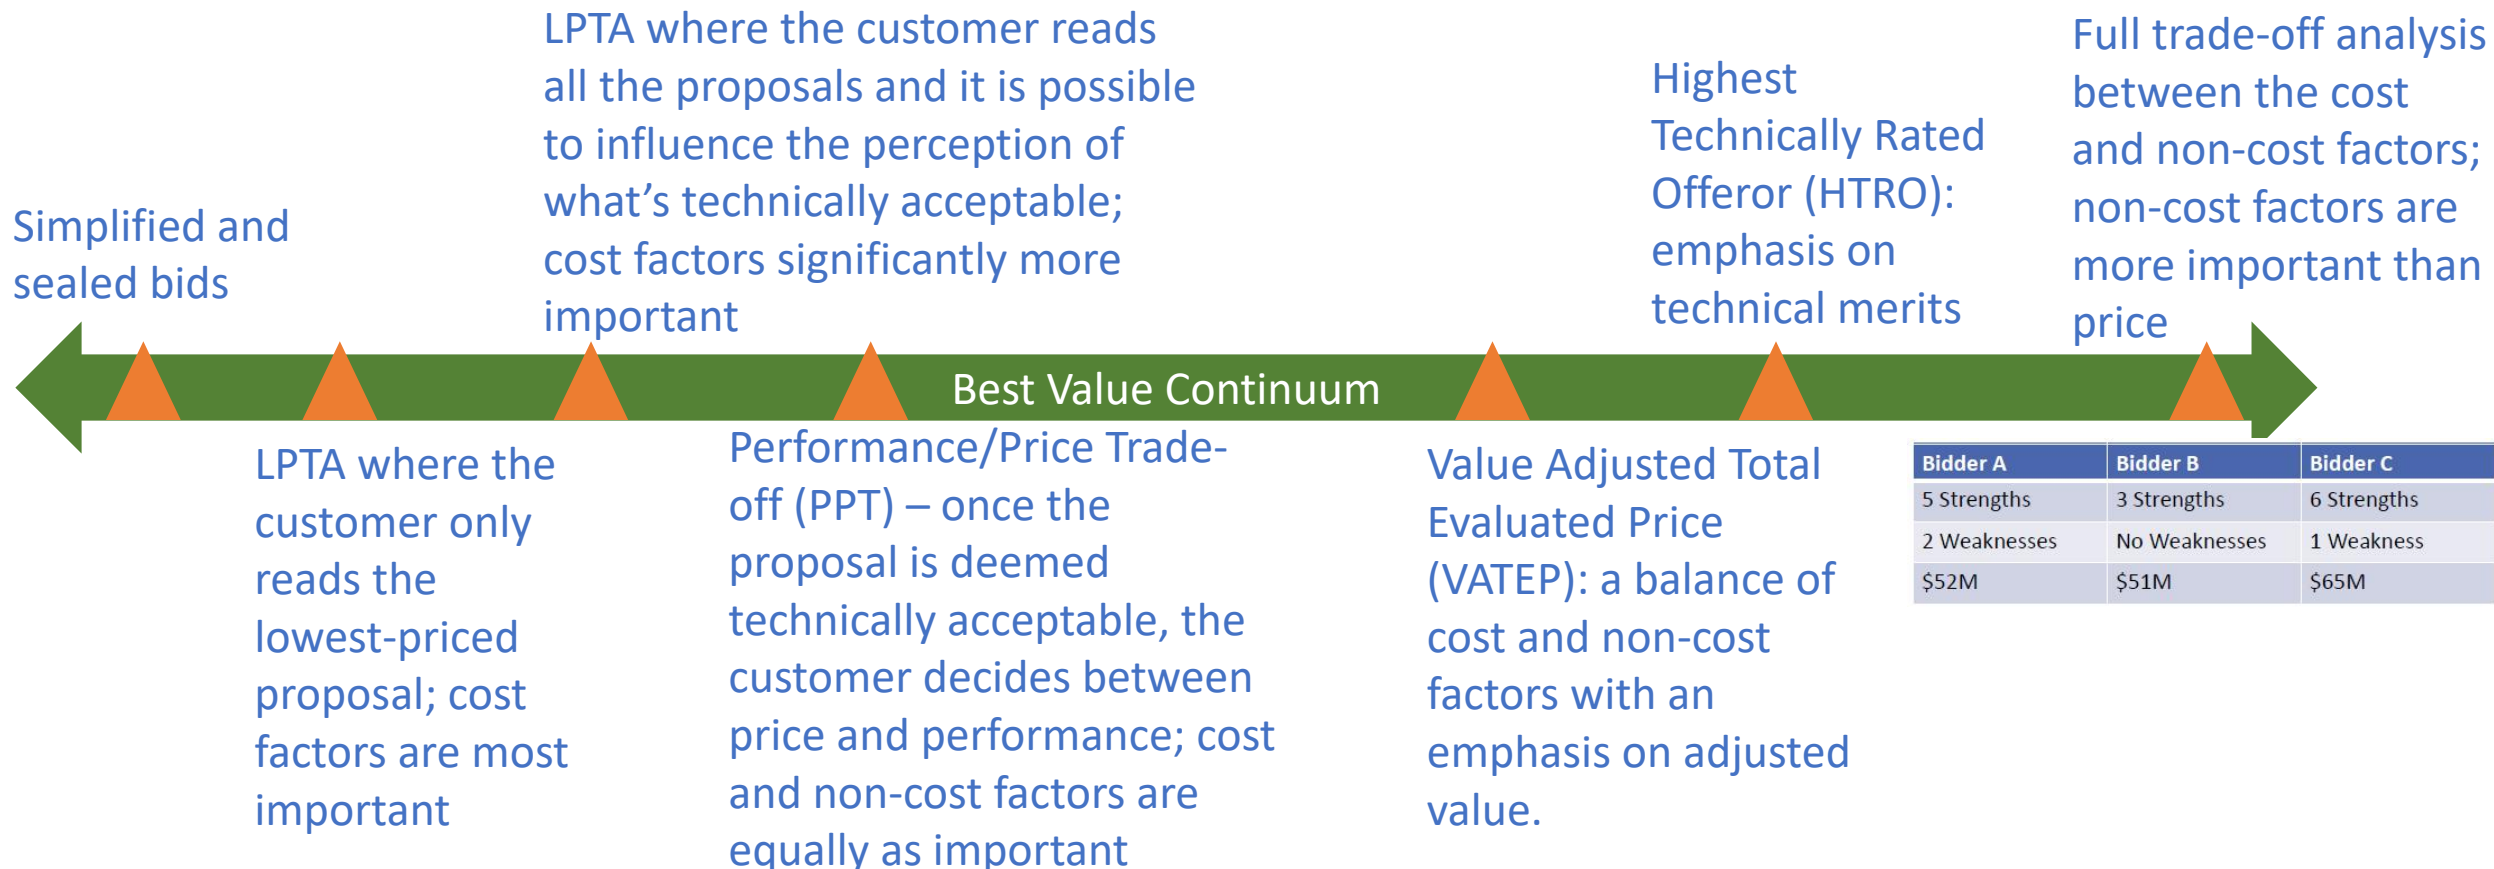 Simplified and
sealed bids
LPTA where the customer reads
all the proposals and it is possible
to influence the perception of
what’s technically acceptable;
cost factors significantly more
important
Highest
Technically Rated
Offeror (HTRO):
emphasis on
technical merits
Full trade-off analysis
between the cost
and non-cost factors;
non-cost factors are
more important than
price
Best Value Continuum
LPTA where the
customer only
reads the
lowest-priced
proposal; cost
factors are most
important
Performance/Price Trade-
off (PPT) – once the
proposal is deemed
technically acceptable, the
customer decides between
price and performance; cost
and non-cost factors are
equally as important
Value Adjusted Total
Evaluated Price
(VATEP): a balance of
cost and non-cost
factors with an
emphasis on adjusted
value.
Bidder A Bidder B Bidder C
5 Strengths 3 Strengths 6 Strengths
2 Weaknesses No Weaknesses 1 Weakness
$52M $51M $65M